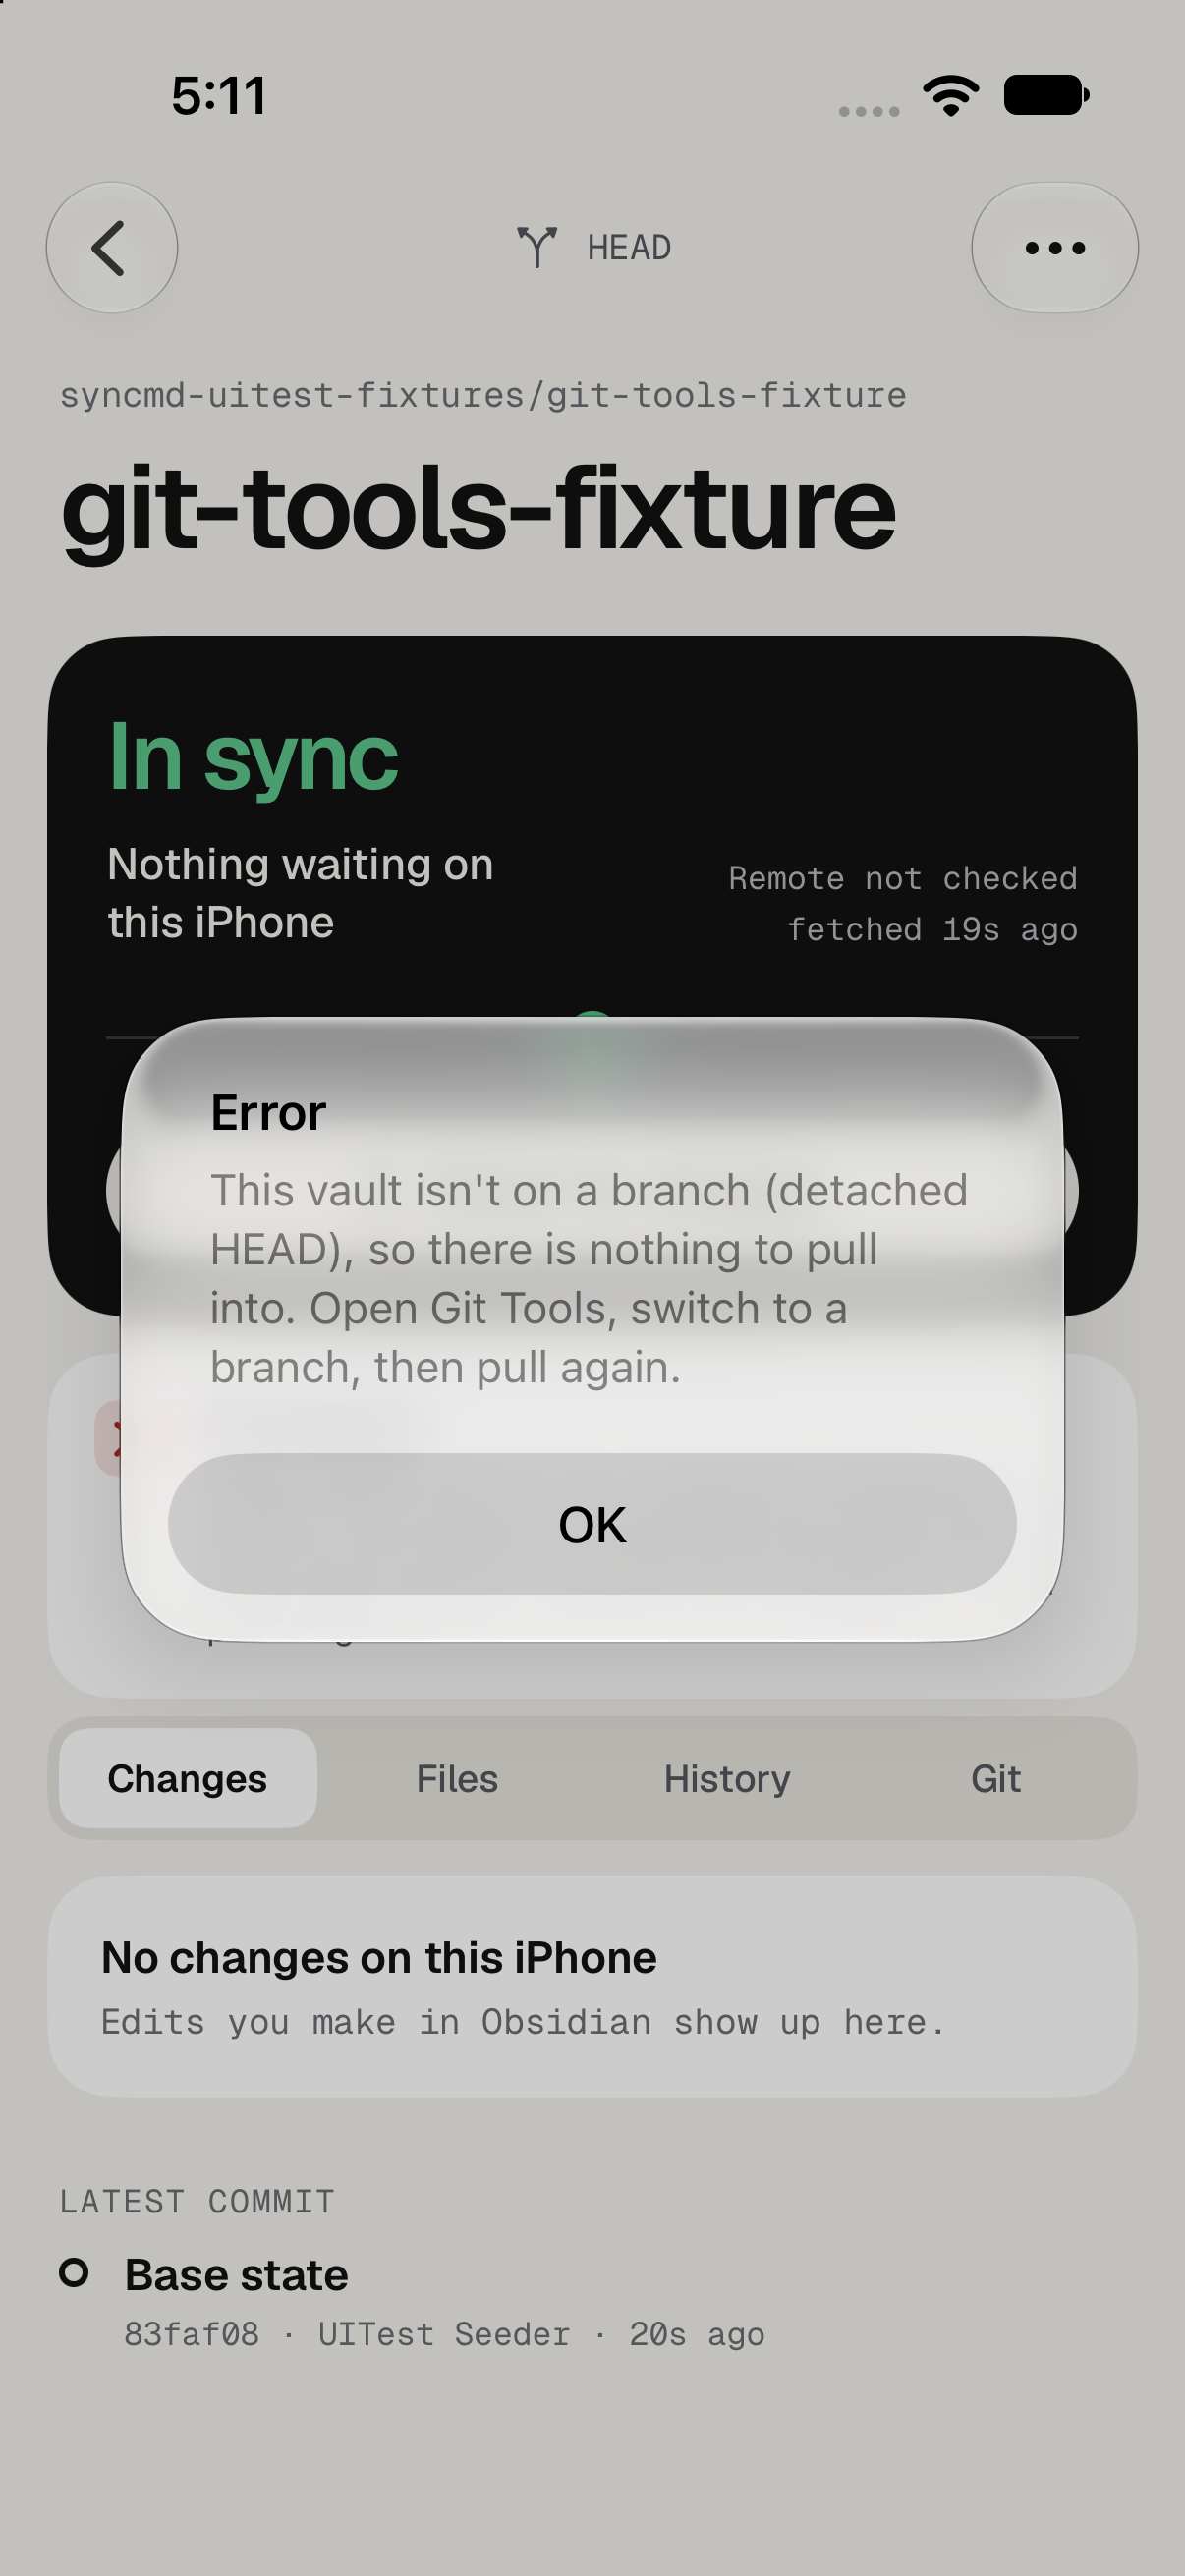 5:11
HEAD
syncmd-uitest-fixtures/git-tools-fixture
git-tools-fixture
In sync
Nothing waiting on
this iPhone
Remote not checked
fetched 19s ago
Error
This vault isn't on a branch (detached
HEAD), so there is nothing to pull
into. Open Git Tools, switch to a
branch, then pull again.
OK
Changes
Files
History
Git
No changes on this iPhone
Edits you make in Obsidian show up here.
LATEST COMMIT
Base state
83faf08 · UITest Seeder · 20s ago